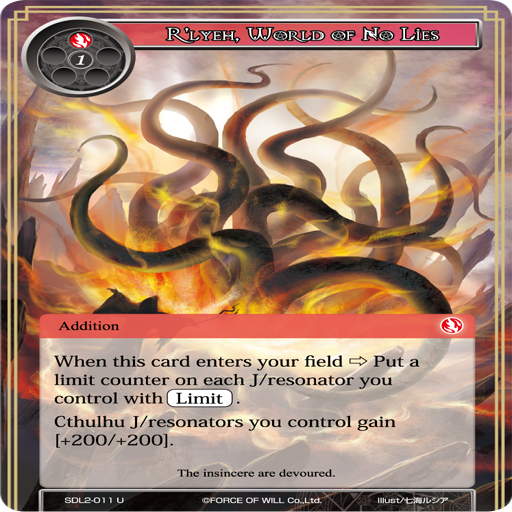 R'lyeh, World of No Lies
1
Addition
When this card enters your field ⇨ Put a
limit counter on each J/resonator you
control with Limit .
Cthulhu J/resonators you control gain
[+200/+200].
The insincere are devoured.
SDL2-011 U ©FORCE OF WILL Co.,Ltd. Illust/七海ルシア